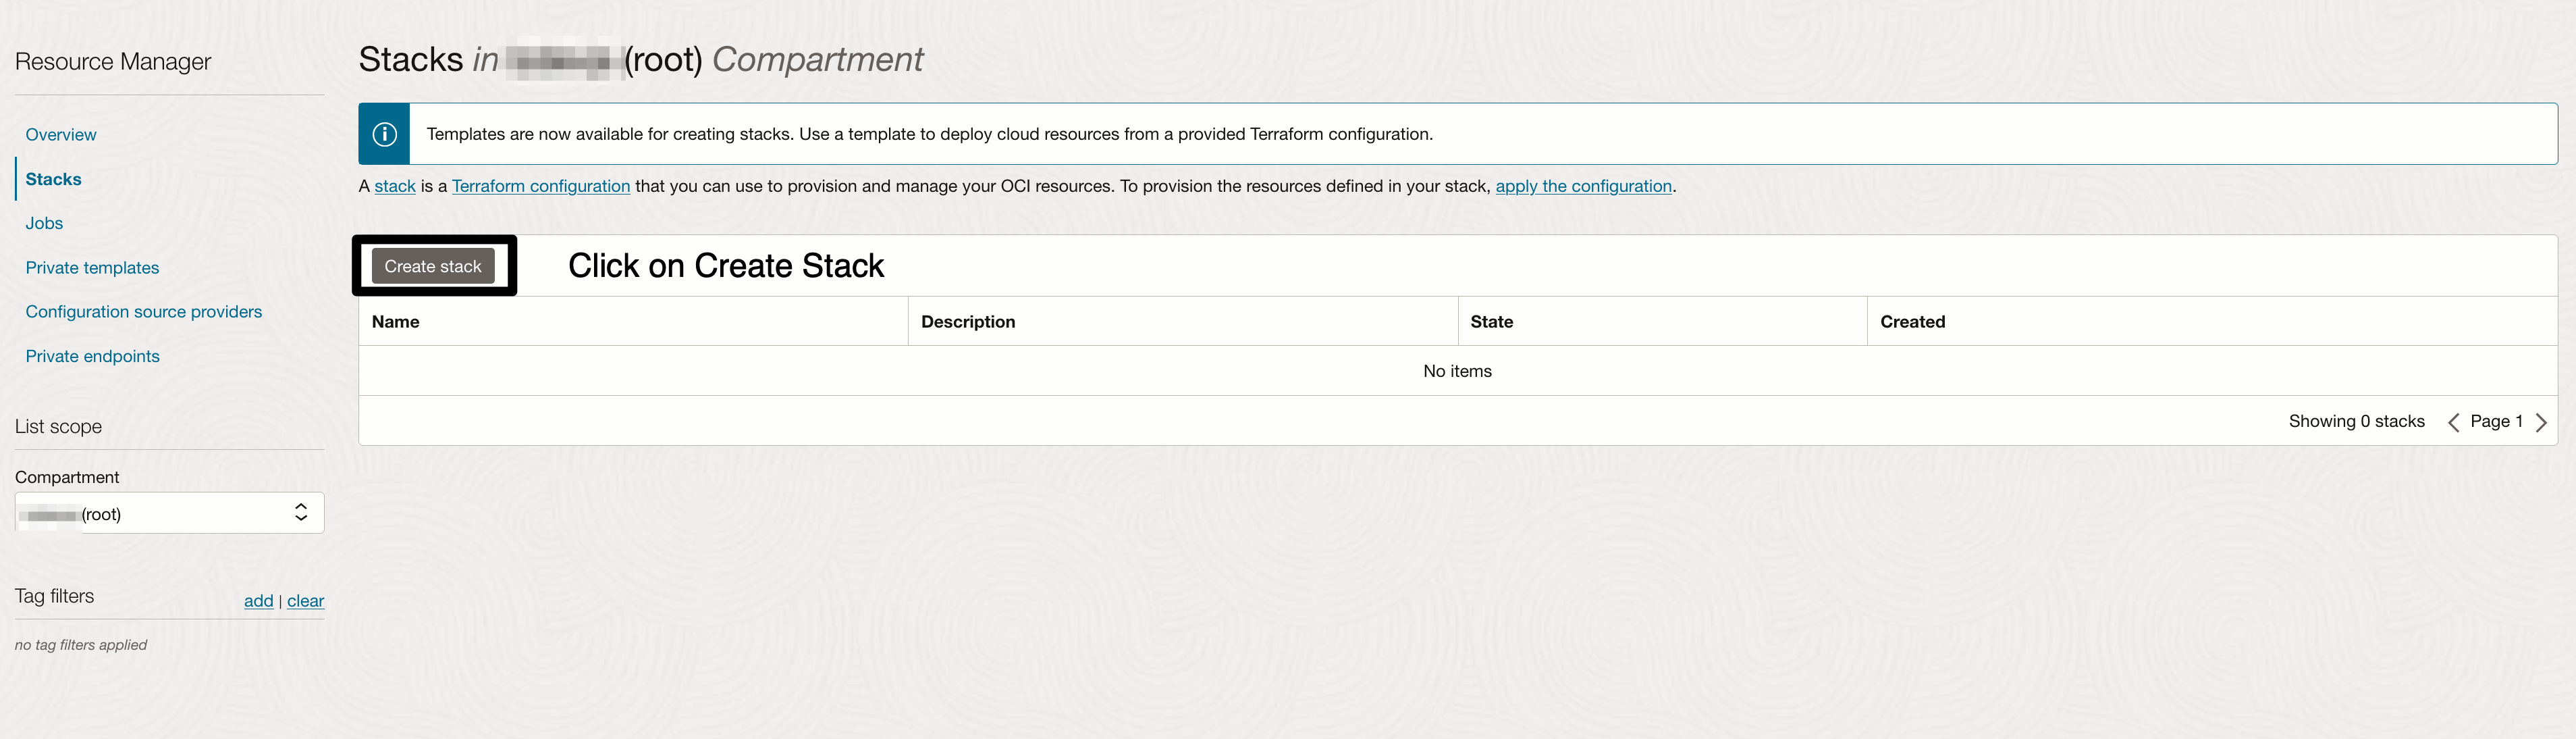 Resource Manager
Overview
Stacks
Jobs
Private templates
Configuration source providers
Private endpoints
List scope
Compartment
(root)
Tag filters
add | clear
no tag filters applied
Stacks in (root) Compartment
Templates are now available for creating stacks. Use a template to deploy cloud resources from a provided Terraform configuration.
A stack is a Terraform configuration that you can use to provision and manage your OCI resources. To provision the resources defined in your stack, apply the configuration.
Create stack Click on Create Stack
Name Description State Created
No items
Showing 0 stacks Page 1